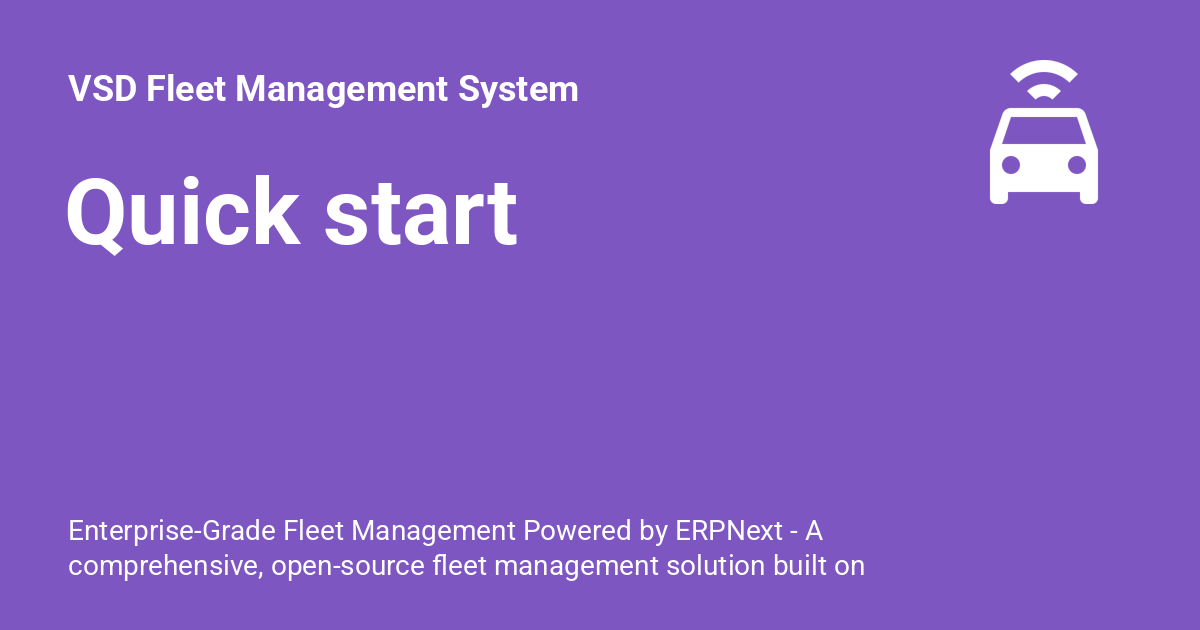 VSD Fleet Management System
Quick start
Enterprise-Grade Fleet Management Powered by ERPNext - A
comprehensive, open-source fleet management solution built on